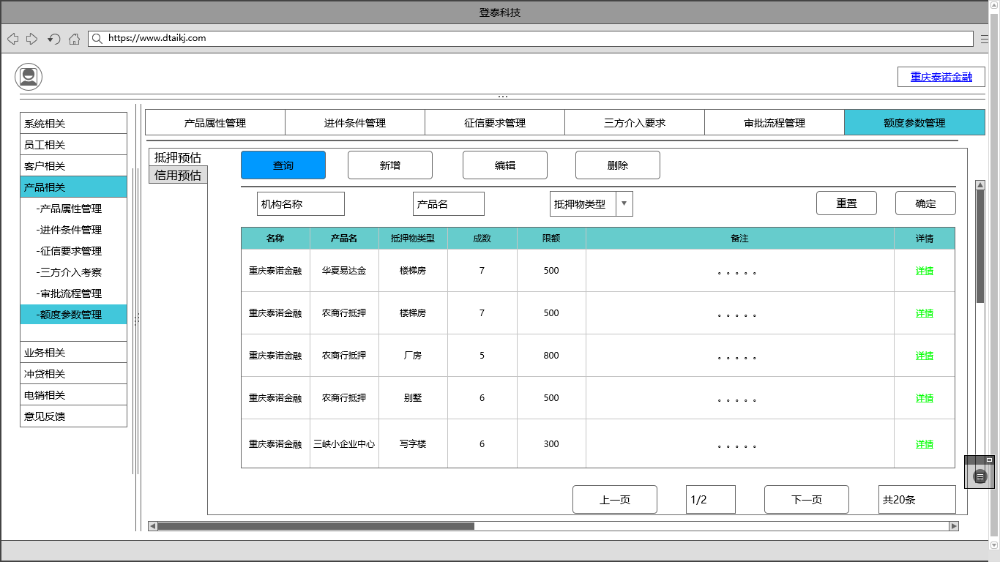 登泰科技
https://www.dtaikj.com
重庆泰诺金融
系统相关
员工相关
客户相关
产品相关
-产品属性管理
-进件条件管理
-征信要求管理
-三方介入考察
-审批流程管理
-额度参数管理
业务相关
冲贷相关
电销相关
意见反馈
产品属性管理 进件条件管理 征信要求管理 三方介入要求 审批流程管理 额度参数管理
抵押预估
信用预估
查询 新增 编辑 删除
机构名称 产品名 抵押物类型 重置 确定
名称 产品名 抵押物类型 成数 限额 备注 详情
重庆泰诺金融 华夏易达金 楼梯房 7 500 。。。。。 详情
重庆泰诺金融 农商行抵押 楼梯房 7 500 。。。。。 详情
重庆泰诺金融 农商行抵押 厂房 5 800 。。。。。 详情
重庆泰诺金融 农商行抵押 别墅 6 500 。。。。。 详情
重庆泰诺金融 三峡小企业中心 写字楼 6 300 。。。。。 详情
上一页 1/2 下一页 共20条